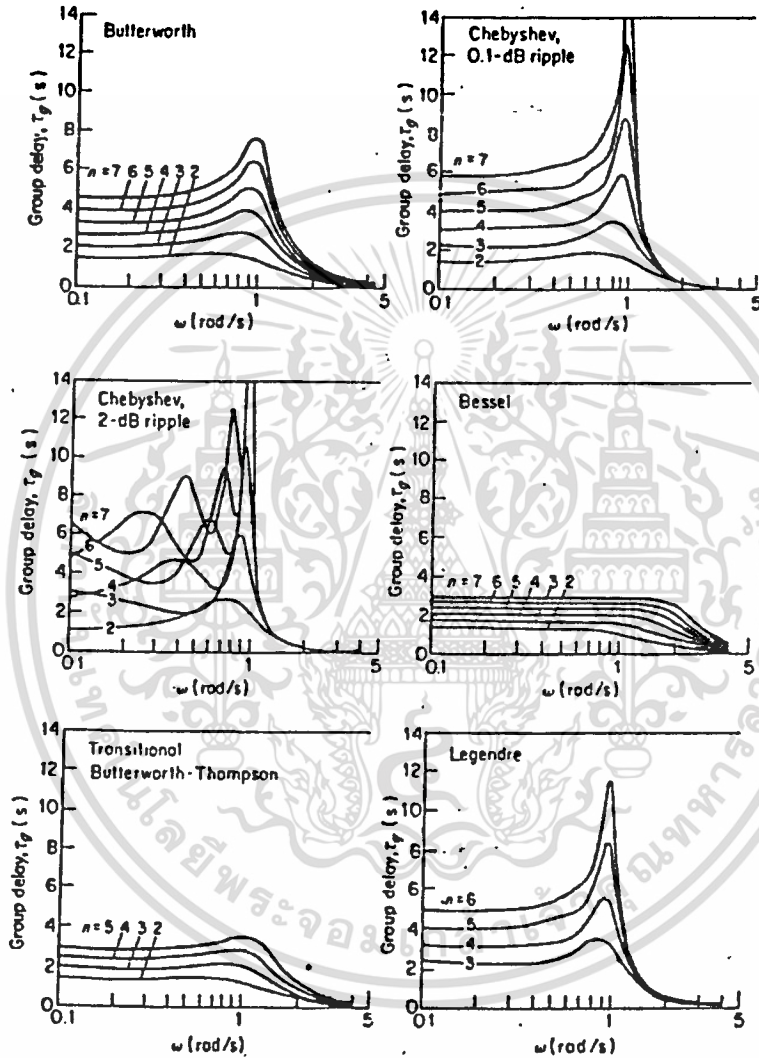 Butterworth
Group delay, τg (s)
14
12
10
8
6
4
2
0
n = 7 6 5 4 3 2
0.1 1 5
ω (rad/s)
Chebyshev,
0.1-dB ripple
Group delay, τg (s)
14
12
10
8
6
4
2
0
n = 7
6
5
4
3
2
0.1 1 5
ω (rad/s)
Chebyshev,
2-dB ripple
Group delay, τg (s)
14
12
10
8
6
4
2
0
n = 7
6
5
4
3
2
0.1 1 5
ω (rad/s)
Bessel
Group delay, τg (s)
14
12
10
8
6
4
2
0
n = 7 6 5 4 3 2
0.1 1 5
ω (rad/s)
Transitional
Butterworth-Thompson
Group delay, τg (s)
14
12
10
8
6
4
2
0
n = 5 4 3 2
0.1 1 5
ω (rad/s)
Legendre
Group delay, τg (s)
14
12
10
8
6
4
2
0
n = 6
5
4
3
0.1 1 5
ω (rad/s)